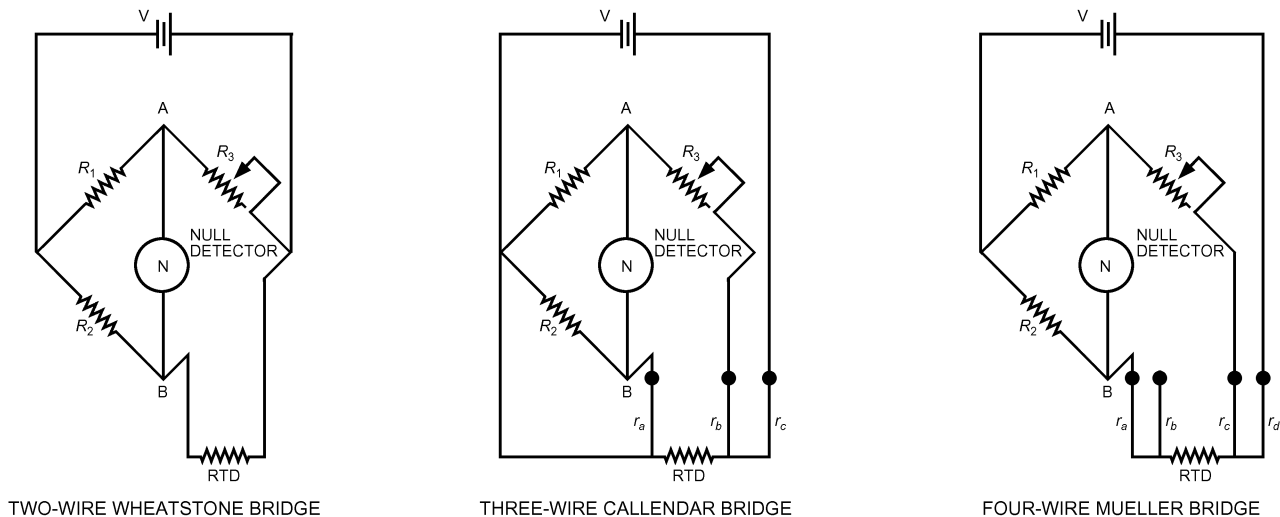 V
A
R1
R3
NULL
DETECTOR
N
R2
B
RTD
TWO-WIRE WHEATSTONE BRIDGE
V
A
R1
R3
NULL
DETECTOR
N
R2
B
ra
rb
rc
RTD
THREE-WIRE CALLENDAR BRIDGE
V
A
R1
R3
NULL
DETECTOR
N
R2
B
ra
rb
rc
rd
RTD
FOUR-WIRE MUELLER BRIDGE